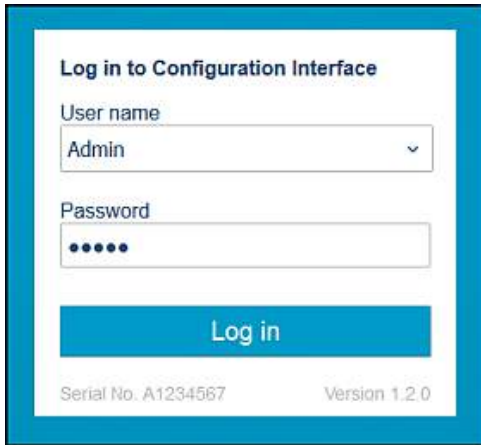 Log in to Configuration Interface
User name
Admin
Password
•••••
Log in
Serial No. A1234567 Version 1.2.0